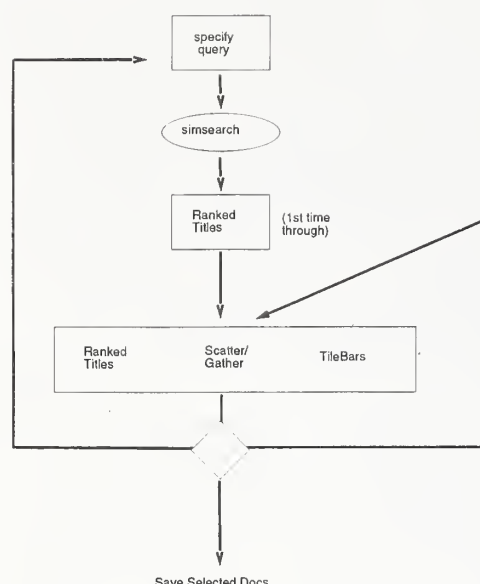 specify
query
simsearch
Ranked
Titles
(1st time
through)
Ranked
Titles
Scatter/
Gather
TileBars
Save Selected Docs